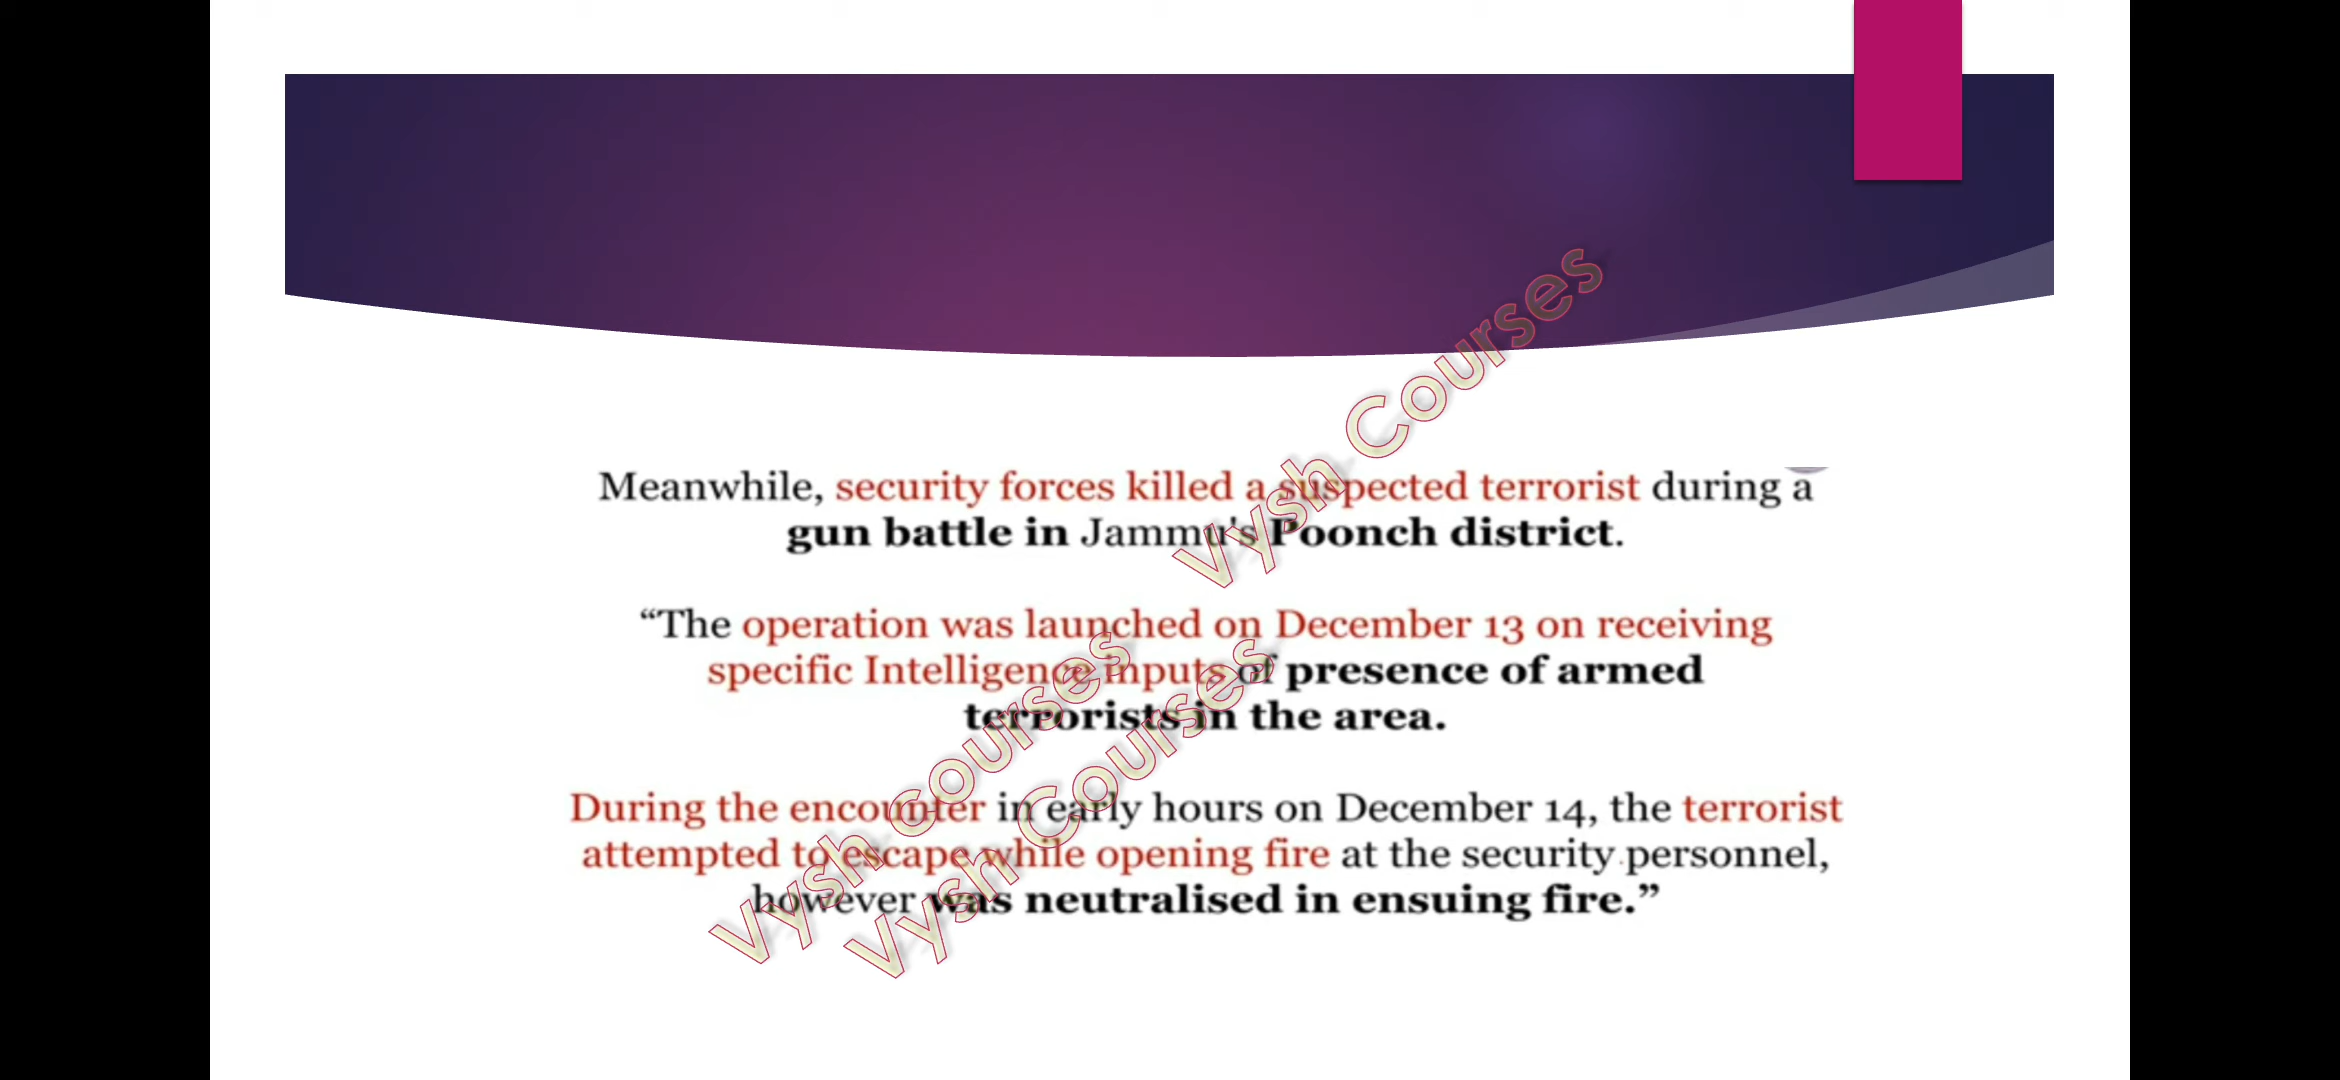 Meanwhile, security forces killed a suspected terrorist during a
gun battle in Jammu's Poonch district.
“The operation was launched on December 13 on receiving
specific Intelligence inputs of presence of armed
terrorists in the area.
During the encounter in early hours on December 14, the terrorist
attempted to escape while opening fire at the security personnel,
however was neutralised in ensuing fire.”
Vysh Courses
Vysh courses
Vysh Courses